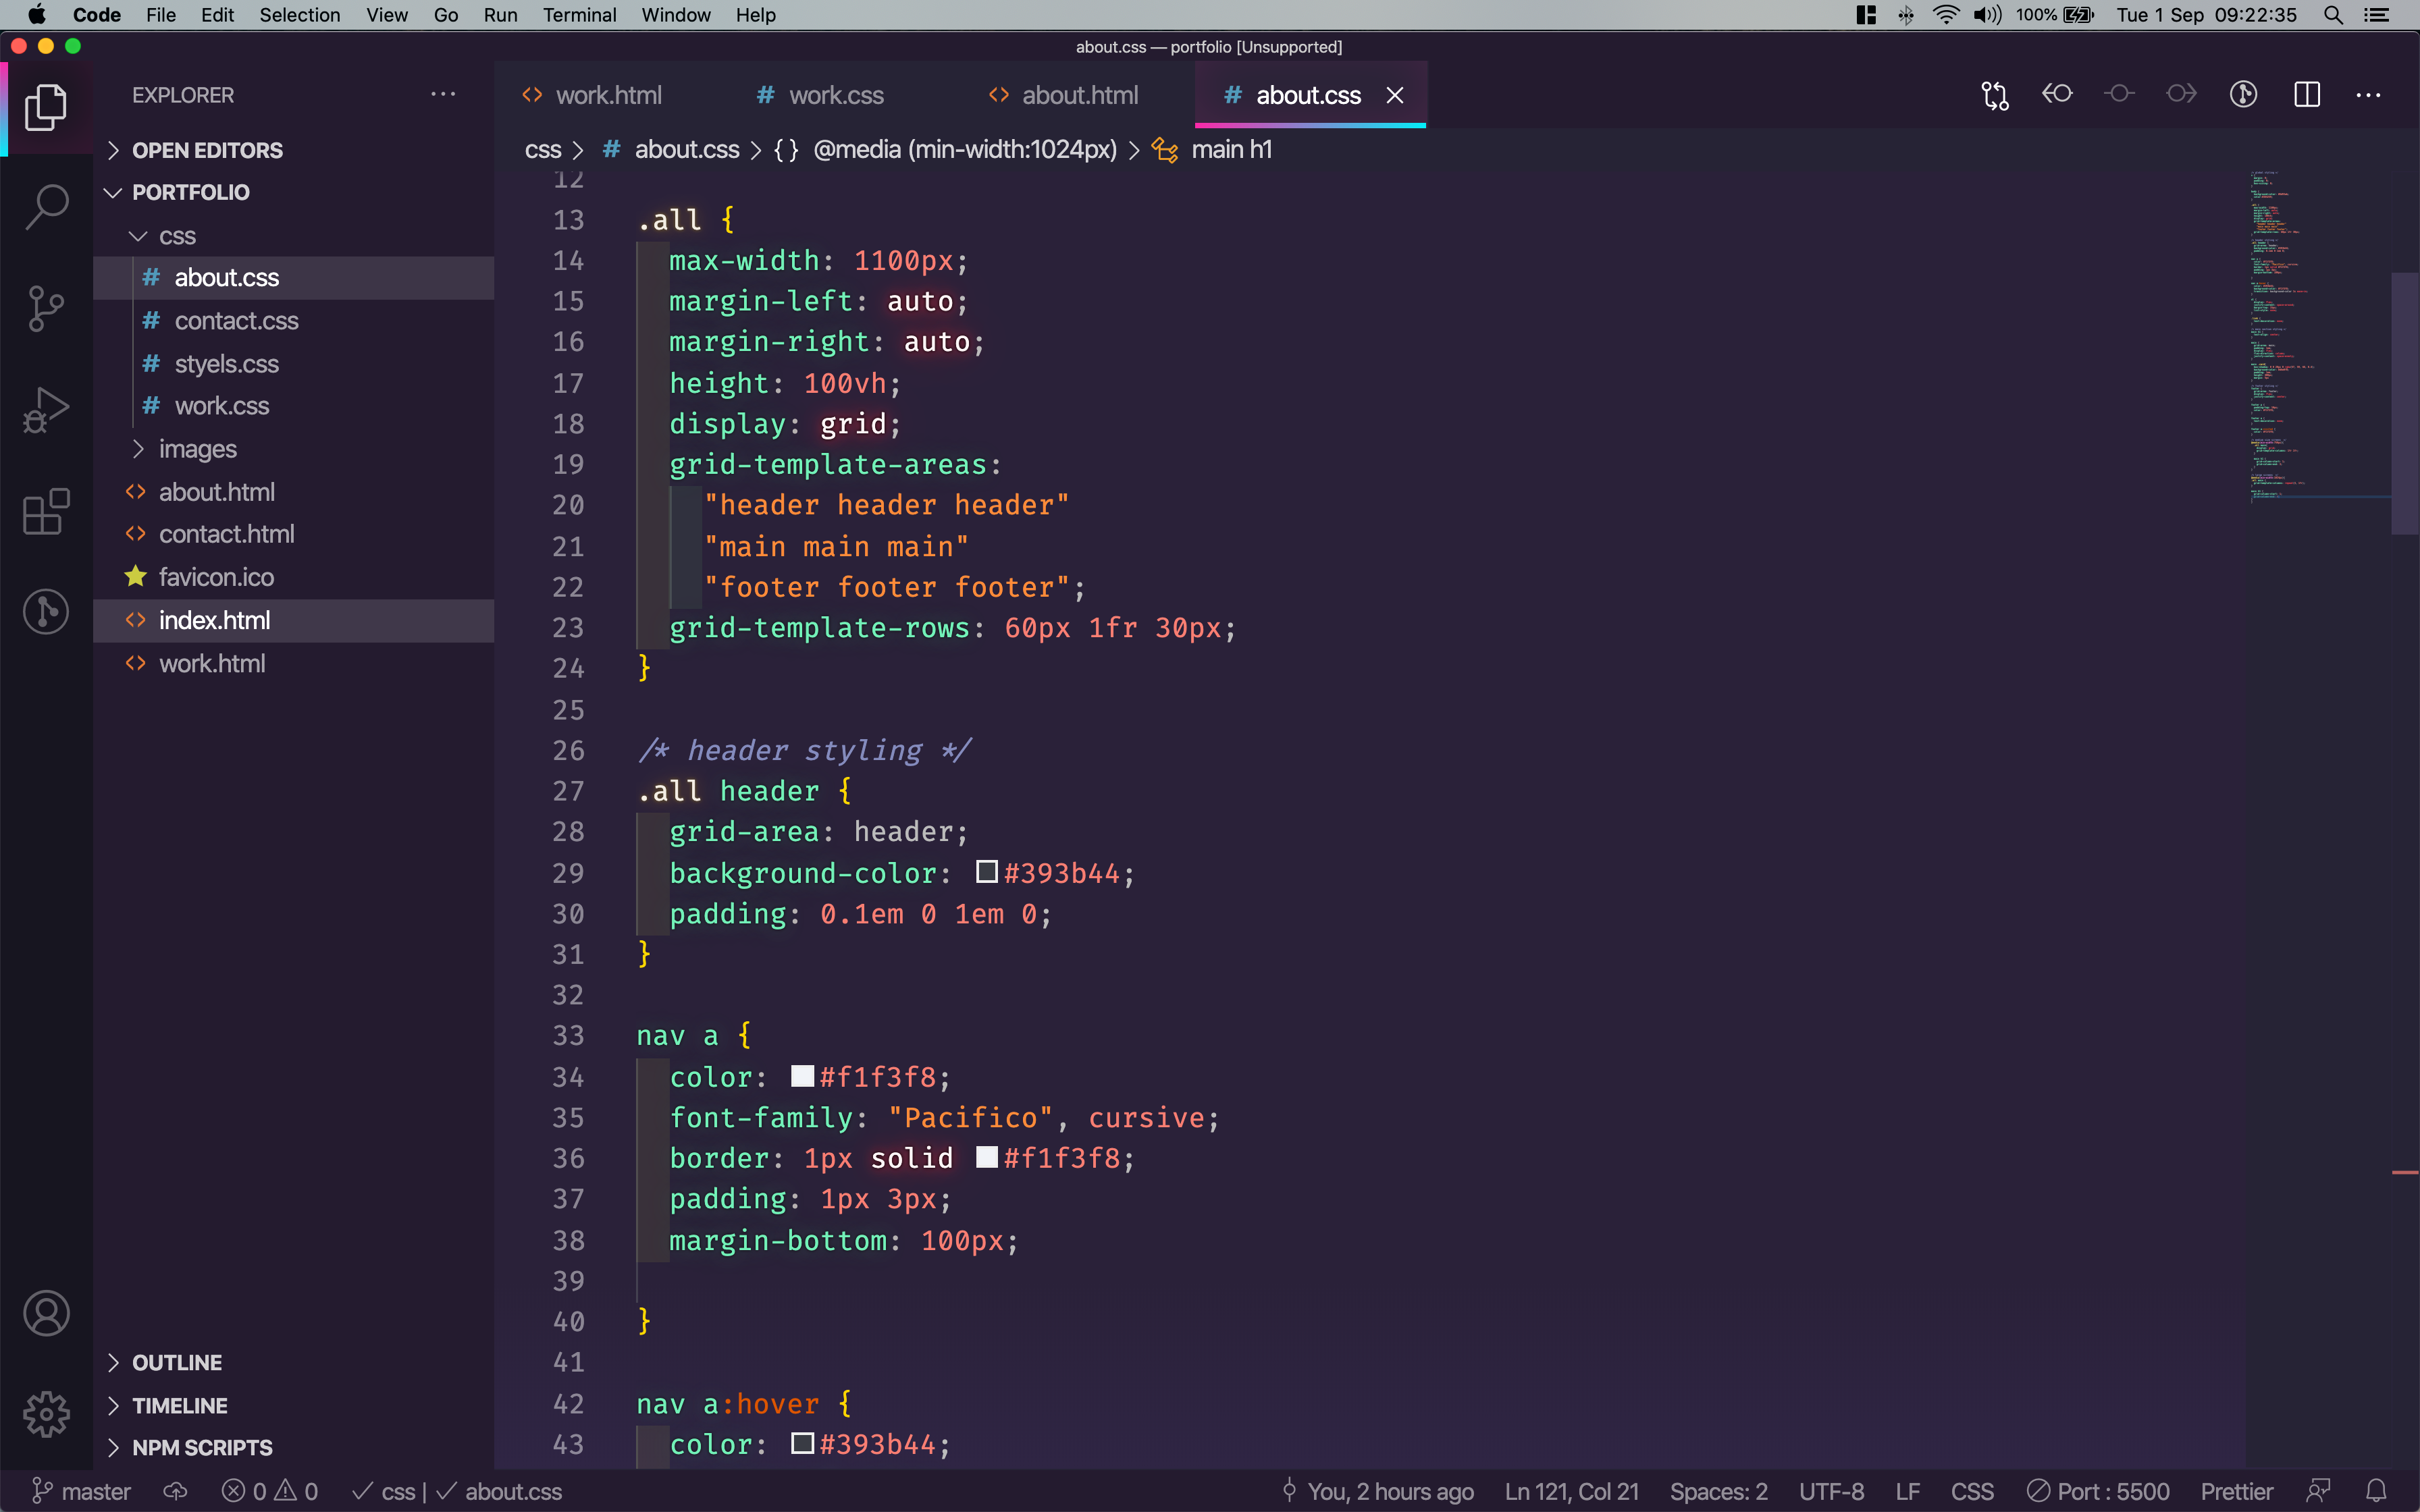 Code File Edit Selection View Go Run Terminal Window Help 100% Tue 1 Sep 09:22:35
about.css — portfolio [Unsupported]
EXPLORER
OPEN EDITORS
PORTFOLIO
css
# about.css
# contact.css
# styels.css
# work.css
images
<> about.html
<> contact.html
favicon.ico
<> index.html
<> work.html
OUTLINE
TIMELINE
NPM SCRIPTS
<> work.html # work.css <> about.html # about.css
css > # about.css > {} @media (min-width:1024px) > main h1
12
13 .all {
14 max-width: 1100px;
15 margin-left: auto;
16 margin-right: auto;
17 height: 100vh;
18 display: grid;
19 grid-template-areas:
20 "header header header"
21 "main main main"
22 "footer footer footer";
23 grid-template-rows: 60px 1fr 30px;
24 }
25
26 /* header styling */
27 .all header {
28 grid-area: header;
29 background-color: #393b44;
30 padding: 0.1em 0 1em 0;
31 }
32
33 nav a {
34 color: #f1f3f8;
35 font-family: "Pacifico", cursive;
36 border: 1px solid #f1f3f8;
37 padding: 1px 3px;
38 margin-bottom: 100px;
39
40 }
41
42 nav a:hover {
43 color: #393b44;
master 0 0 ✓ css | ✓ about.css You, 2 hours ago Ln 121, Col 21 Spaces: 2 UTF-8 LF CSS Port : 5500 Prettier